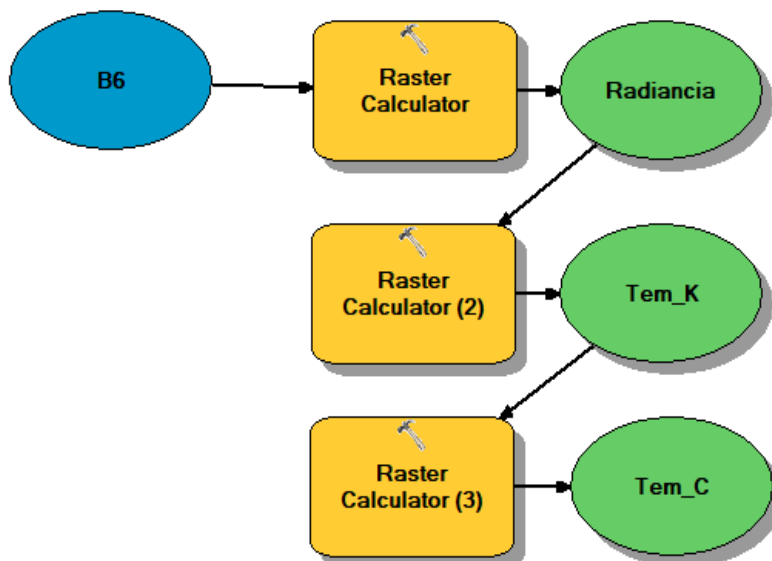 B6
Raster
Calculator
Radiancia
Raster
Calculator (2)
Tem_K
Raster
Calculator (3)
Tem_C